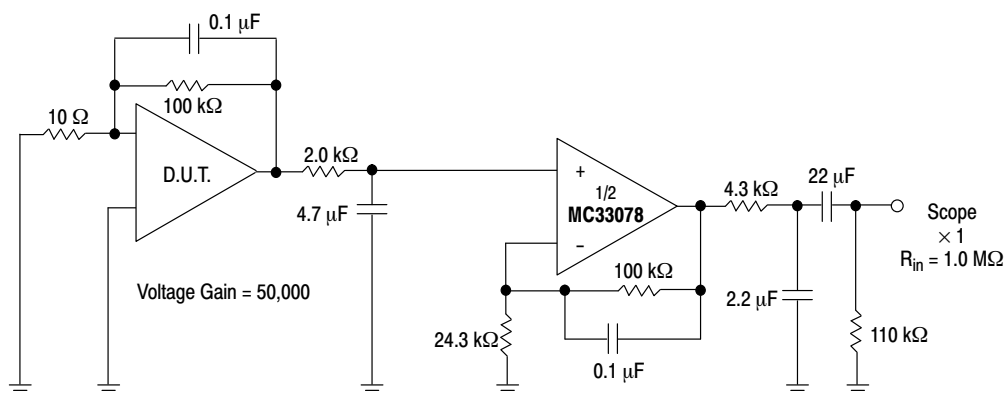 0.1 μF
100 kΩ
10 Ω
D.U.T.
2.0 kΩ
4.7 μF
Voltage Gain = 50,000
+
1/2
MC33078
−
4.3 kΩ
22 μF
Scope
× 1
Rin = 1.0 MΩ
100 kΩ
2.2 μF
24.3 kΩ
0.1 μF
110 kΩ